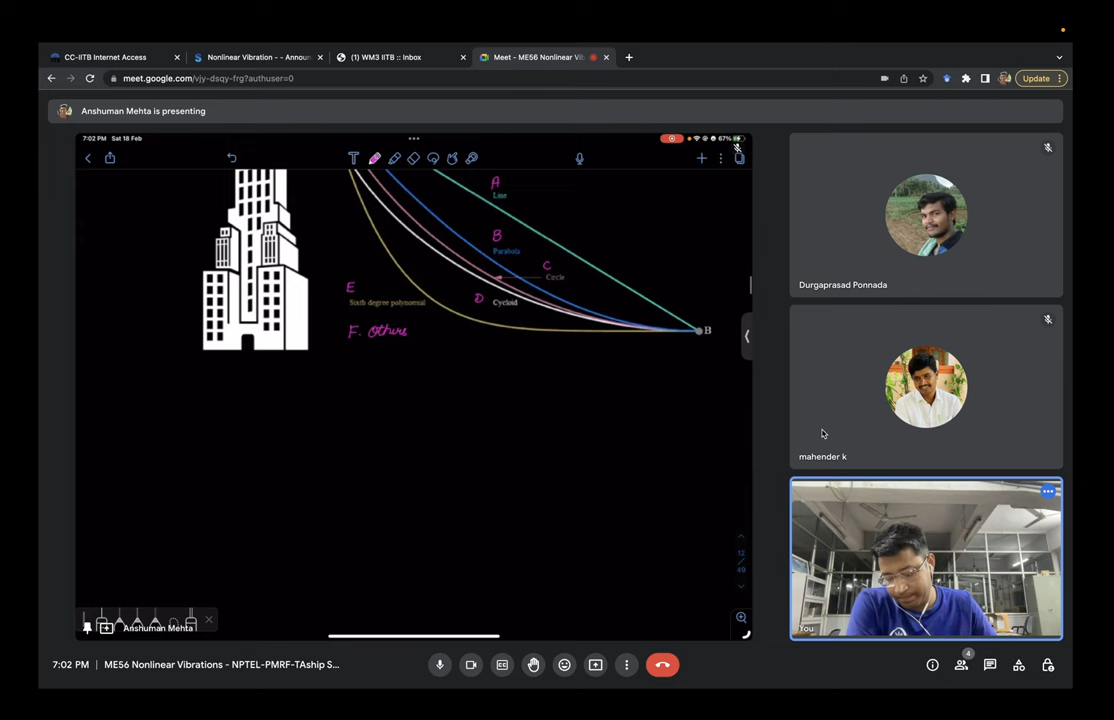 CC-IITB Internet Access
Nonlinear Vibration - - Announ
(1) WM3 IITB :: Inbox
Meet - ME56 Nonlinear Vib
meet.google.com/vjy-dsqy-frg?authuser=0
Update
Anshuman Mehta is presenting
7:02 PM Sat 18 Feb
67%
A
Line
B
Parabola
C
Circle
E
D
Sixth degree polynomial
Cycloid
F. Others
B
12
/
49
Anshuman Mehta
Durgaprasad Ponnada
mahender k
You
7:02 PM | ME56 Nonlinear Vibrations - NPTEL-PMRF-TAship S...
4